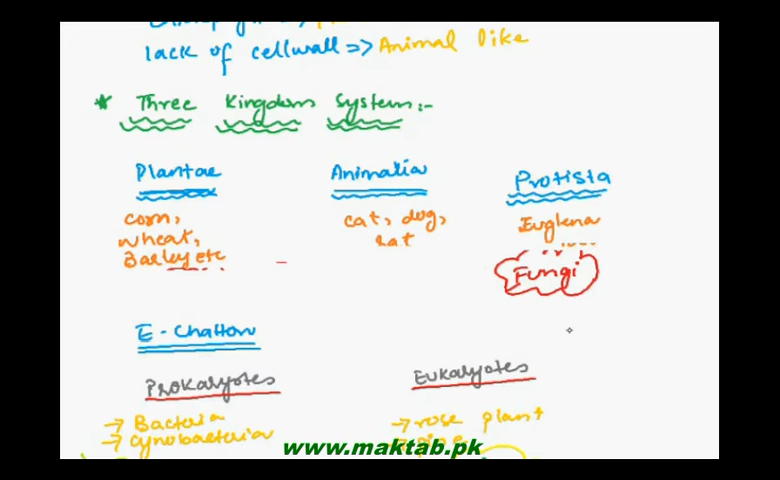 lack of cellwall => Animal like
* Three Kingdom System:-
Plantae Animalia Protista
corn, cat, dog, Euglena
wheat, rat
Barley etc
Fungi
E-Chatton
Prokaryotes Eukaryotes
→ Bacteria → rose plant
→ Cynobacteria
www.maktab.pk